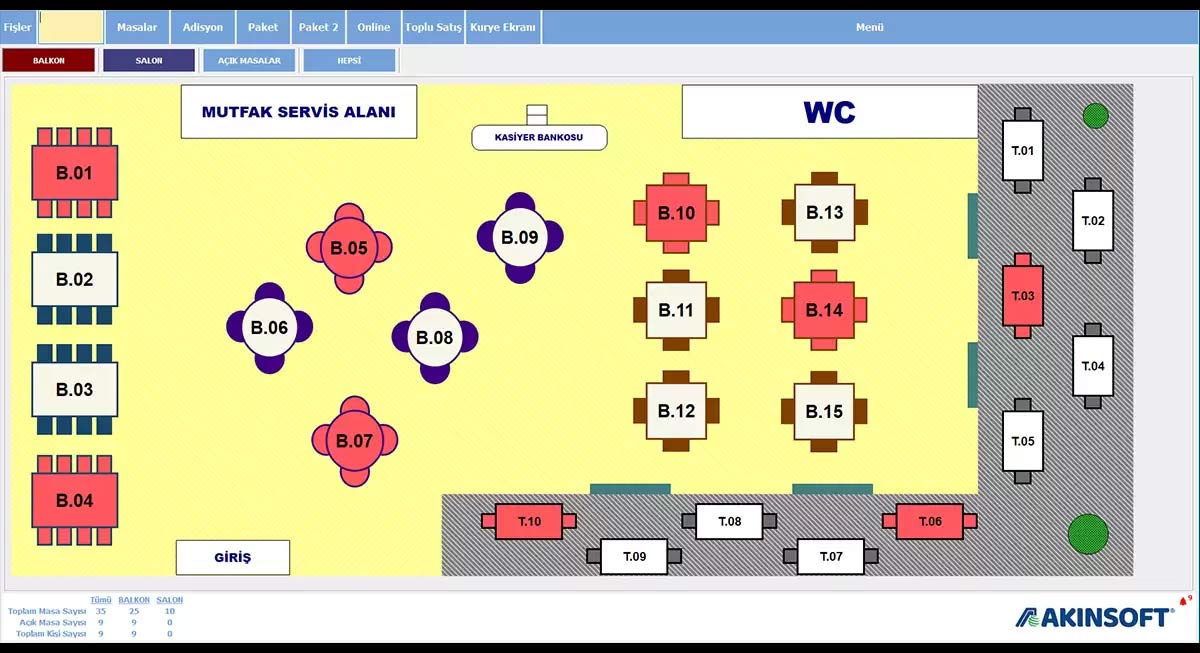 Fişler Masalar Adisyon Paket Paket 2 Online Toplu Satış Kurye Ekranı Menü
BALKON SALON AÇIK MASALAR HEPSİ
MUTFAK SERVİS ALANI
KASİYER BANKOSU
WC
B.01
B.02
B.03
B.04
B.05
B.06
B.07
B.08
B.09
B.10
B.11
B.12
B.13
B.14
B.15
T.01
T.02
T.03
T.04
T.05
T.10
T.08
T.06
T.09
T.07
GİRİŞ
Tümü BALKON SALON
Toplam Masa Sayısı 35 25 10
Açık Masa Sayısı 9 9 0
Toplam Kişi Sayısı 9 9 0
9
AKINSOFT®